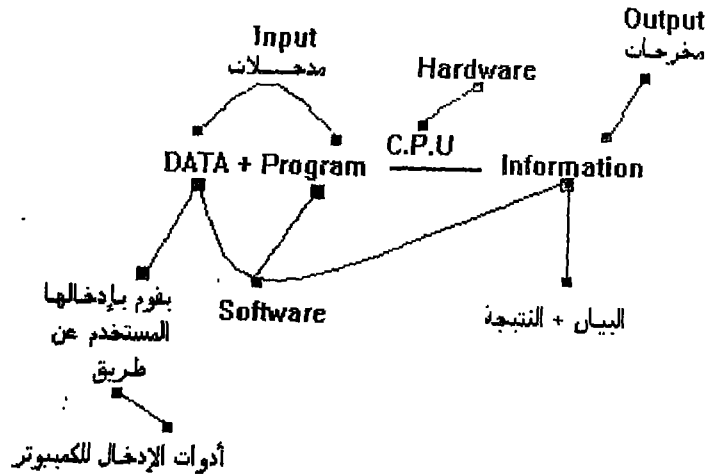 Output
مخرجات
Input
مدخلات
Hardware
C.P.U
DATA + Program
Information
Software
يقوم بإدخالها
المستخدم عن
طريق
البيان + النتيجة
أدوات الإدخال للكمبيوتر